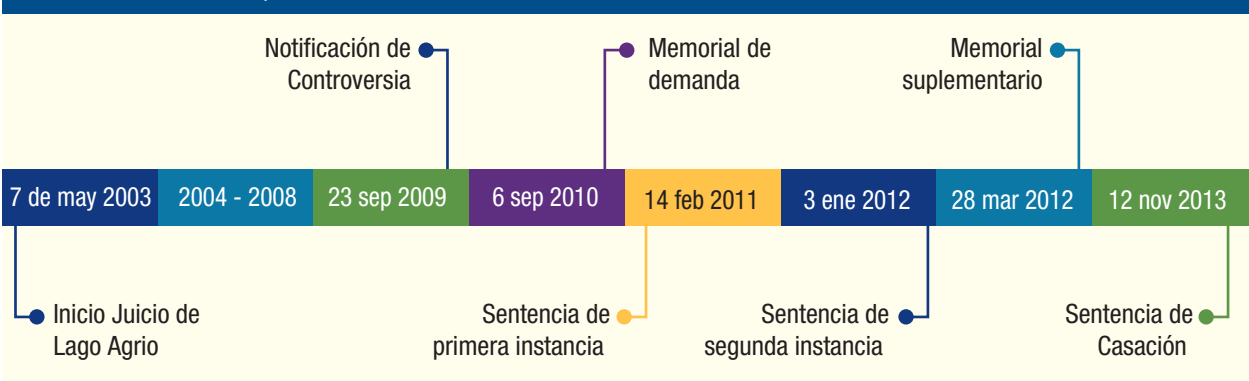 Notificación de
Controversia
Memorial de
demanda
Memorial
suplementario
7 de may 2003
2004 - 2008
23 sep 2009
6 sep 2010
14 feb 2011
3 ene 2012
28 mar 2012
12 nov 2013
Inicio Juicio de
Lago Agrio
Sentencia de
primera instancia
Sentencia de
segunda instancia
Sentencia de
Casación